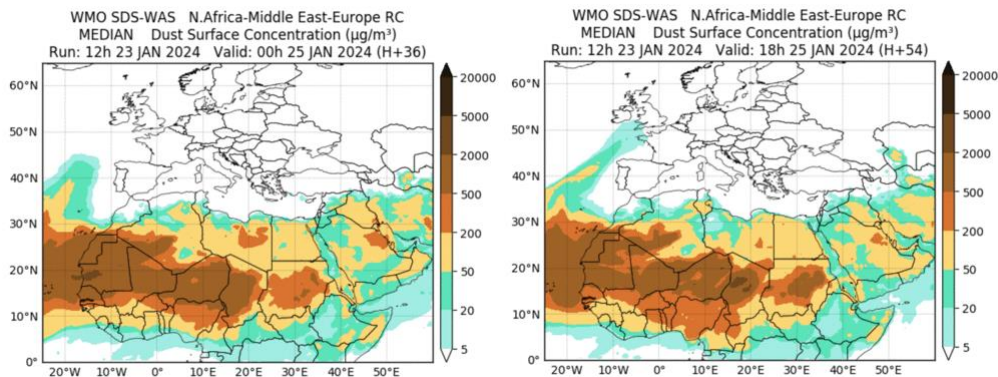 WMO SDS-WAS   N.Africa-Middle East-Europe RC
MEDIAN    Dust Surface Concentration (µg/m³)
Run: 12h 23 JAN 2024   Valid: 00h 25 JAN 2024 (H+36)
60°N
50°N
40°N
30°N
20°N
10°N
0°
20°W
10°W
0°
10°E
20°E
30°E
40°E
50°E
20000
5000
2000
500
200
50
20
5
WMO SDS-WAS   N.Africa-Middle East-Europe RC
MEDIAN    Dust Surface Concentration (µg/m³)
Run: 12h 23 JAN 2024   Valid: 18h 25 JAN 2024 (H+54)
60°N
50°N
40°N
30°N
20°N
10°N
0°
20°W
10°W
0°
10°E
20°E
30°E
40°E
50°E
20000
5000
2000
500
200
50
20
5